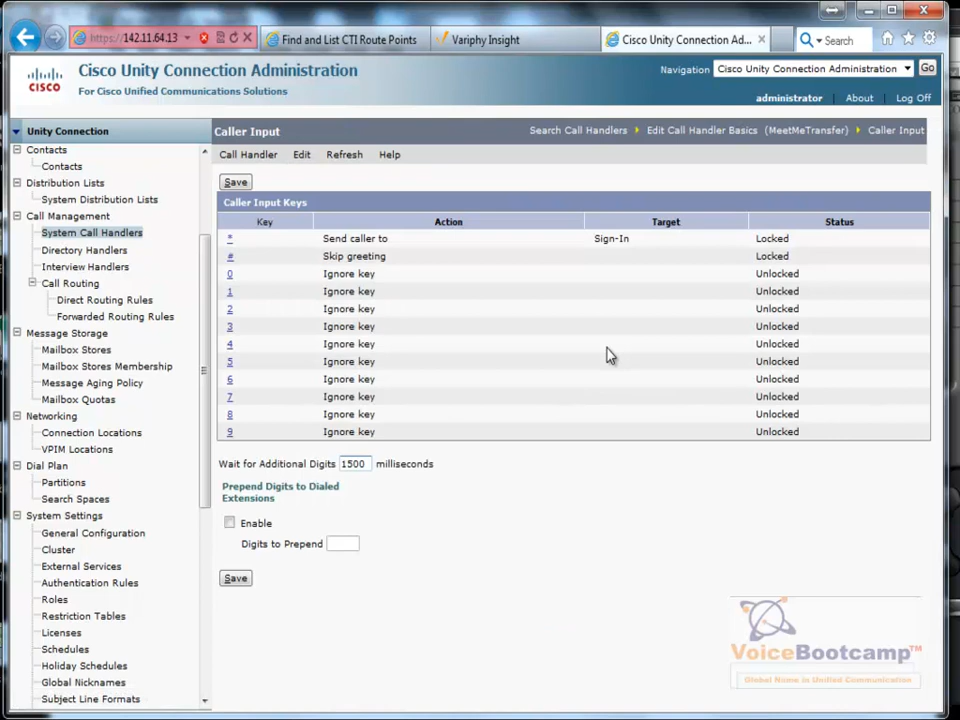 https://142.11.64.13
Find and List CTI Route Points
Variphy Insight
Cisco Unity Connection Ad...
Search
CISCO
Cisco Unity Connection Administration
For Cisco Unified Communications Solutions
Navigation Cisco Unity Connection Administration Go
administrator About Log Off
Unity Connection
Contacts
Contacts
Distribution Lists
System Distribution Lists
Call Management
System Call Handlers
Directory Handlers
Interview Handlers
Call Routing
Direct Routing Rules
Forwarded Routing Rules
Message Storage
Mailbox Stores
Mailbox Stores Membership
Message Aging Policy
Mailbox Quotas
Networking
Connection Locations
VPIM Locations
Dial Plan
Partitions
Search Spaces
System Settings
General Configuration
Cluster
External Services
Authentication Rules
Roles
Restriction Tables
Licenses
Schedules
Holiday Schedules
Global Nicknames
Subject Line Formats
Caller Input
Search Call Handlers Edit Call Handler Basics (MeetMeTransfer) Caller Input
Call Handler Edit Refresh Help
Save
Caller Input Keys
Key Action Target Status
* Send caller to Sign-In Locked
# Skip greeting Locked
0 Ignore key Unlocked
1 Ignore key Unlocked
2 Ignore key Unlocked
3 Ignore key Unlocked
4 Ignore key Unlocked
5 Ignore key Unlocked
6 Ignore key Unlocked
7 Ignore key Unlocked
8 Ignore key Unlocked
9 Ignore key Unlocked
Wait for Additional Digits 1500 milliseconds
Prepend Digits to Dialed
Extensions
Enable
Digits to Prepend
Save
VoiceBootcamp™
Global Name in Unified Communication